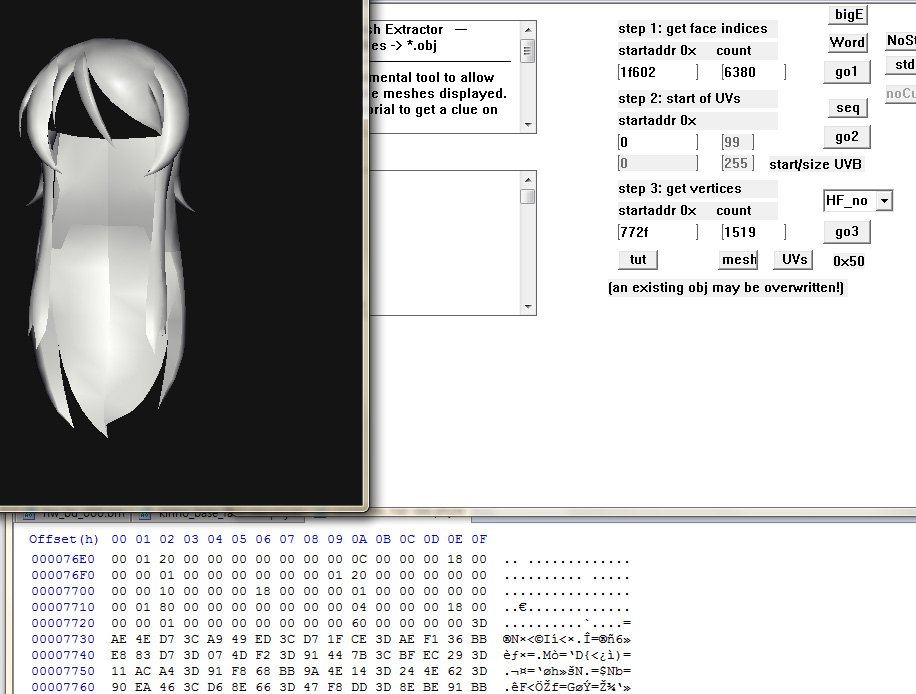 sh Extractor —
es -> *.obj
mental tool to allow
e meshes displayed.
orial to get a clue on
step 1: get face indices
startaddr 0x count
[1f602 ] [6380 ]
step 2: start of UVs
startaddr 0x
[0 ] [99 ]
[0 ] [255 ] start/size UVB
step 3: get vertices
startaddr 0x count
[772f ] [1519 ]
tut mesh UVs
(an existing obj may be overwritten!)
bigE
Word NoSt
go1 std
noCu
seq
go2
HF_no
go3
0x50
Offset(h) 00 01 02 03 04 05 06 07 08 09 0A 0B 0C 0D 0E 0F
000076E0 00 01 20 00 00 00 00 00 00 00 0C 00 00 00 18 00 .. .............
000076F0 00 00 01 00 00 00 00 00 00 01 20 00 00 00 00 00 .......... .....
00007700 00 00 10 00 00 00 18 00 00 00 01 00 00 00 00 00 ................
00007710 00 01 80 00 00 00 00 00 00 00 04 00 00 00 18 00 ..€.............
00007720 00 00 01 00 00 00 00 00 00 00 60 00 00 00 00 3D ..........`....=
00007730 AE 4E D7 3C A9 49 ED 3C D7 1F CE 3D AE F1 36 BB ®N×<©Ií<×.Î=®ñ6»
00007740 E8 83 D7 3D 07 4D F2 3D 91 44 7B 3C BF EC 29 3D èƒ×=.Mò=‘D{<¿ì)=
00007750 11 AC A4 3D 91 F8 68 BB 9A 4E 14 3D 24 4E 62 3D .¬¤=‘øh»šN.=$Nb=
00007760 90 EA 46 3C D6 8E 66 3D 47 F8 DD 3D 8E BE 91 BB .êF<ÖŽf=GøÝ=Ž¾‘»